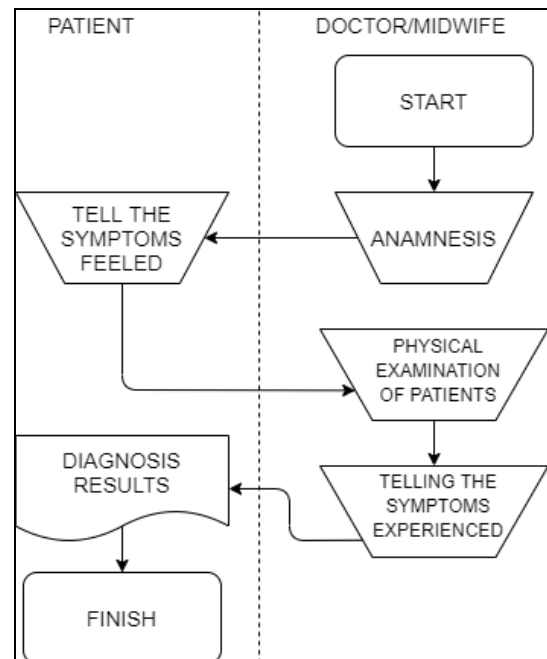 PATIENT
DOCTOR/MIDWIFE
START
ANAMNESIS
TELL THE
SYMPTOMS
FEELED
PHYSICAL
EXAMINATION
OF PATIENTS
TELLING THE
SYMPTOMS
EXPERIENCED
DIAGNOSIS
RESULTS
FINISH